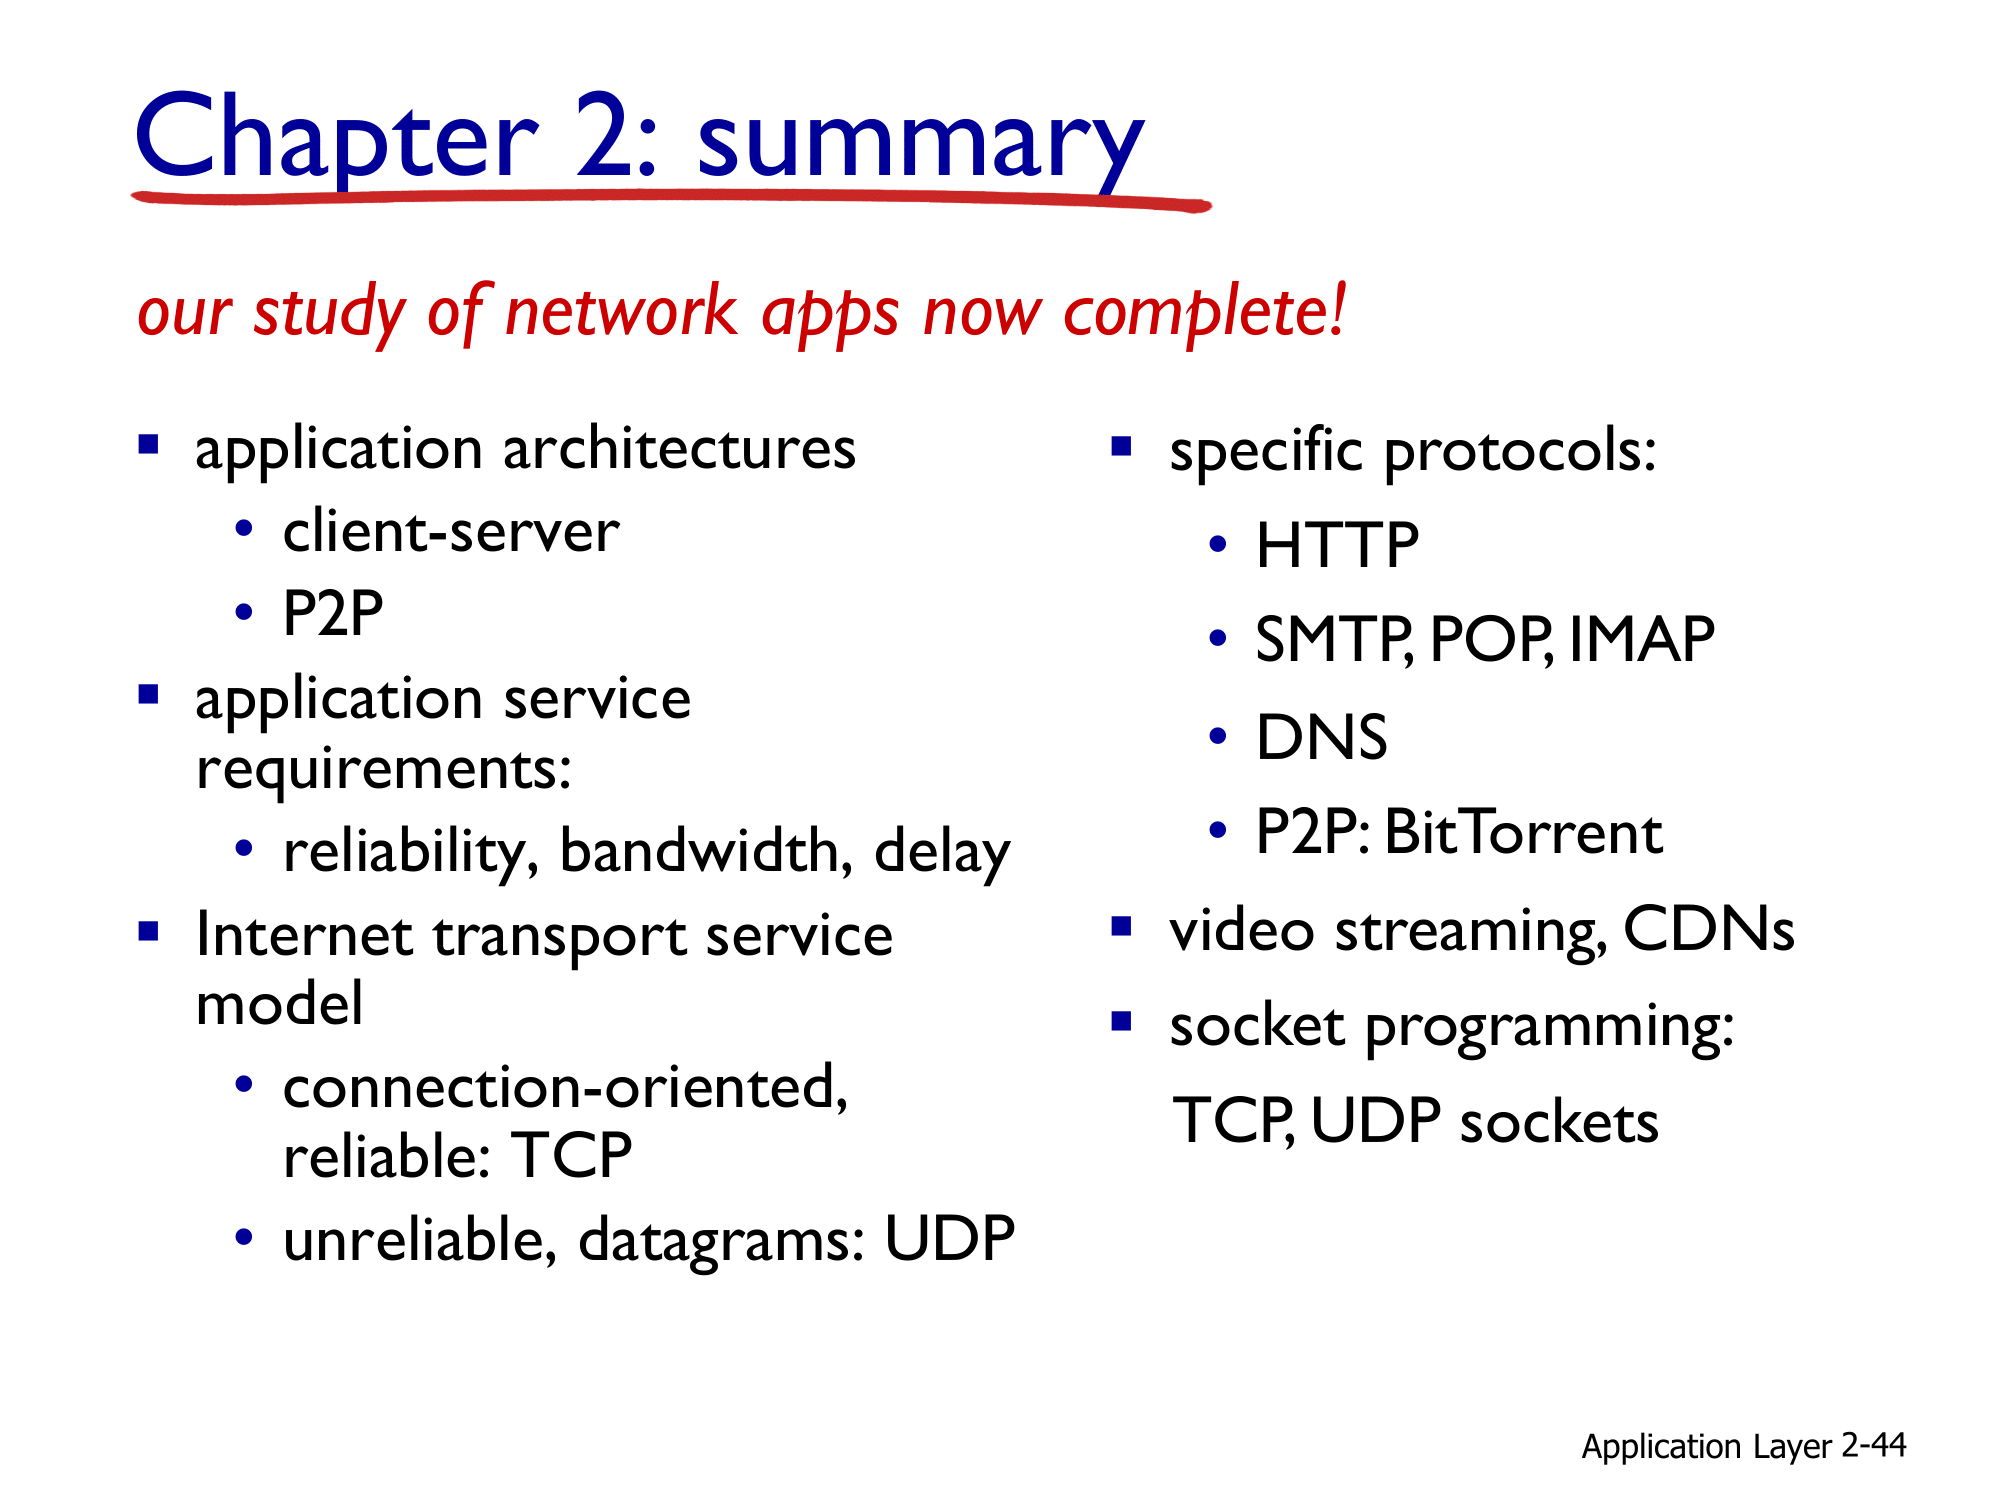 Chapter 2: summary
our study of network apps now complete!
▪ application architectures
• client-server
• P2P
▪ application service
requirements:
• reliability, bandwidth, delay
▪ Internet transport service
model
• connection-oriented,
reliable: TCP
• unreliable, datagrams: UDP
▪ specific protocols:
• HTTP
• SMTP, POP, IMAP
• DNS
• P2P: BitTorrent
▪ video streaming, CDNs
▪ socket programming:
TCP, UDP sockets
Application Layer 2-44